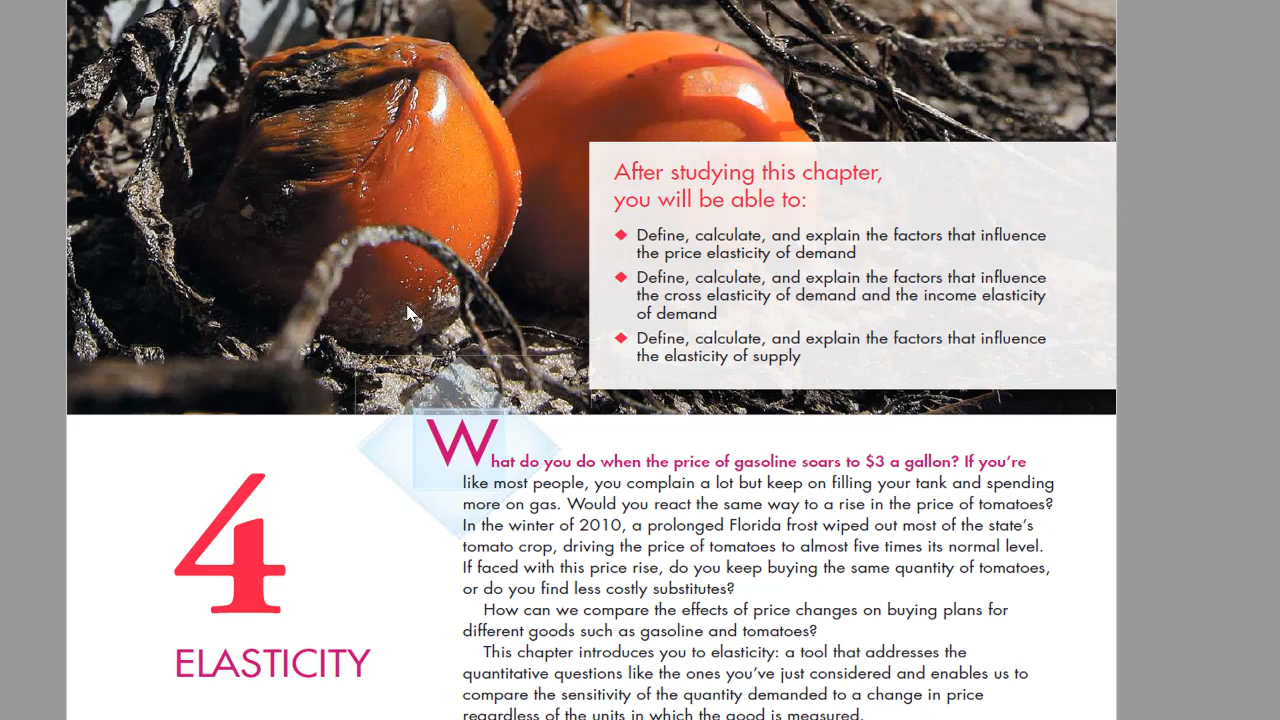 After studying this chapter,
you will be able to:
◆ Define, calculate, and explain the factors that influence
the price elasticity of demand
◆ Define, calculate, and explain the factors that influence
the cross elasticity of demand and the income elasticity
of demand
◆ Define, calculate, and explain the factors that influence
the elasticity of supply
4
ELASTICITY
What do you do when the price of gasoline soars to $3 a gallon? If you’re
like most people, you complain a lot but keep on filling your tank and spending
more on gas. Would you react the same way to a rise in the price of tomatoes?
In the winter of 2010, a prolonged Florida frost wiped out most of the state’s
tomato crop, driving the price of tomatoes to almost five times its normal level.
If faced with this price rise, do you keep buying the same quantity of tomatoes,
or do you find less costly substitutes?
How can we compare the effects of price changes on buying plans for
different goods such as gasoline and tomatoes?
This chapter introduces you to elasticity: a tool that addresses the
quantitative questions like the ones you’ve just considered and enables us to
compare the sensitivity of the quantity demanded to a change in price
regardless of the units in which the good is measured.